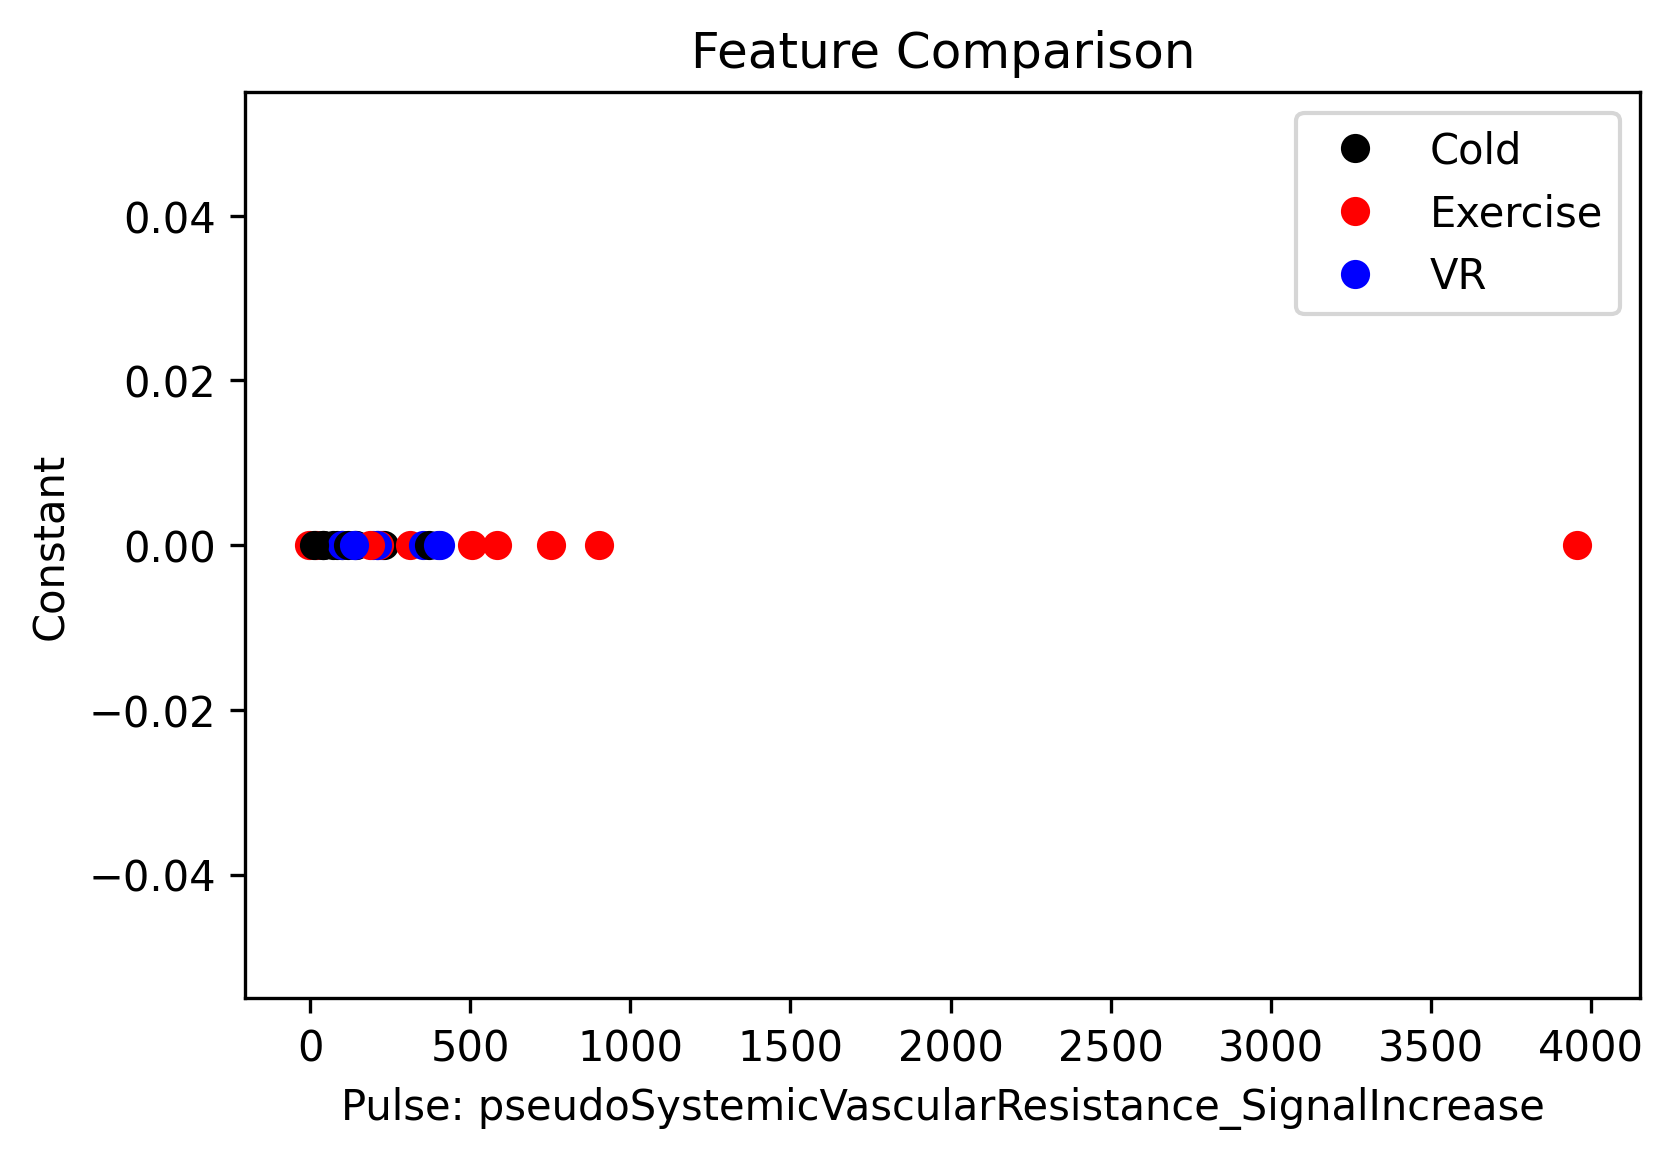 Feature Comparison
Cold
Exercise
VR
0.04
0.02
0.00
−0.02
−0.04
Constant
0 500 1000 1500 2000 2500 3000 3500 4000
Pulse: pseudoSystemicVascularResistance_SignalIncrease